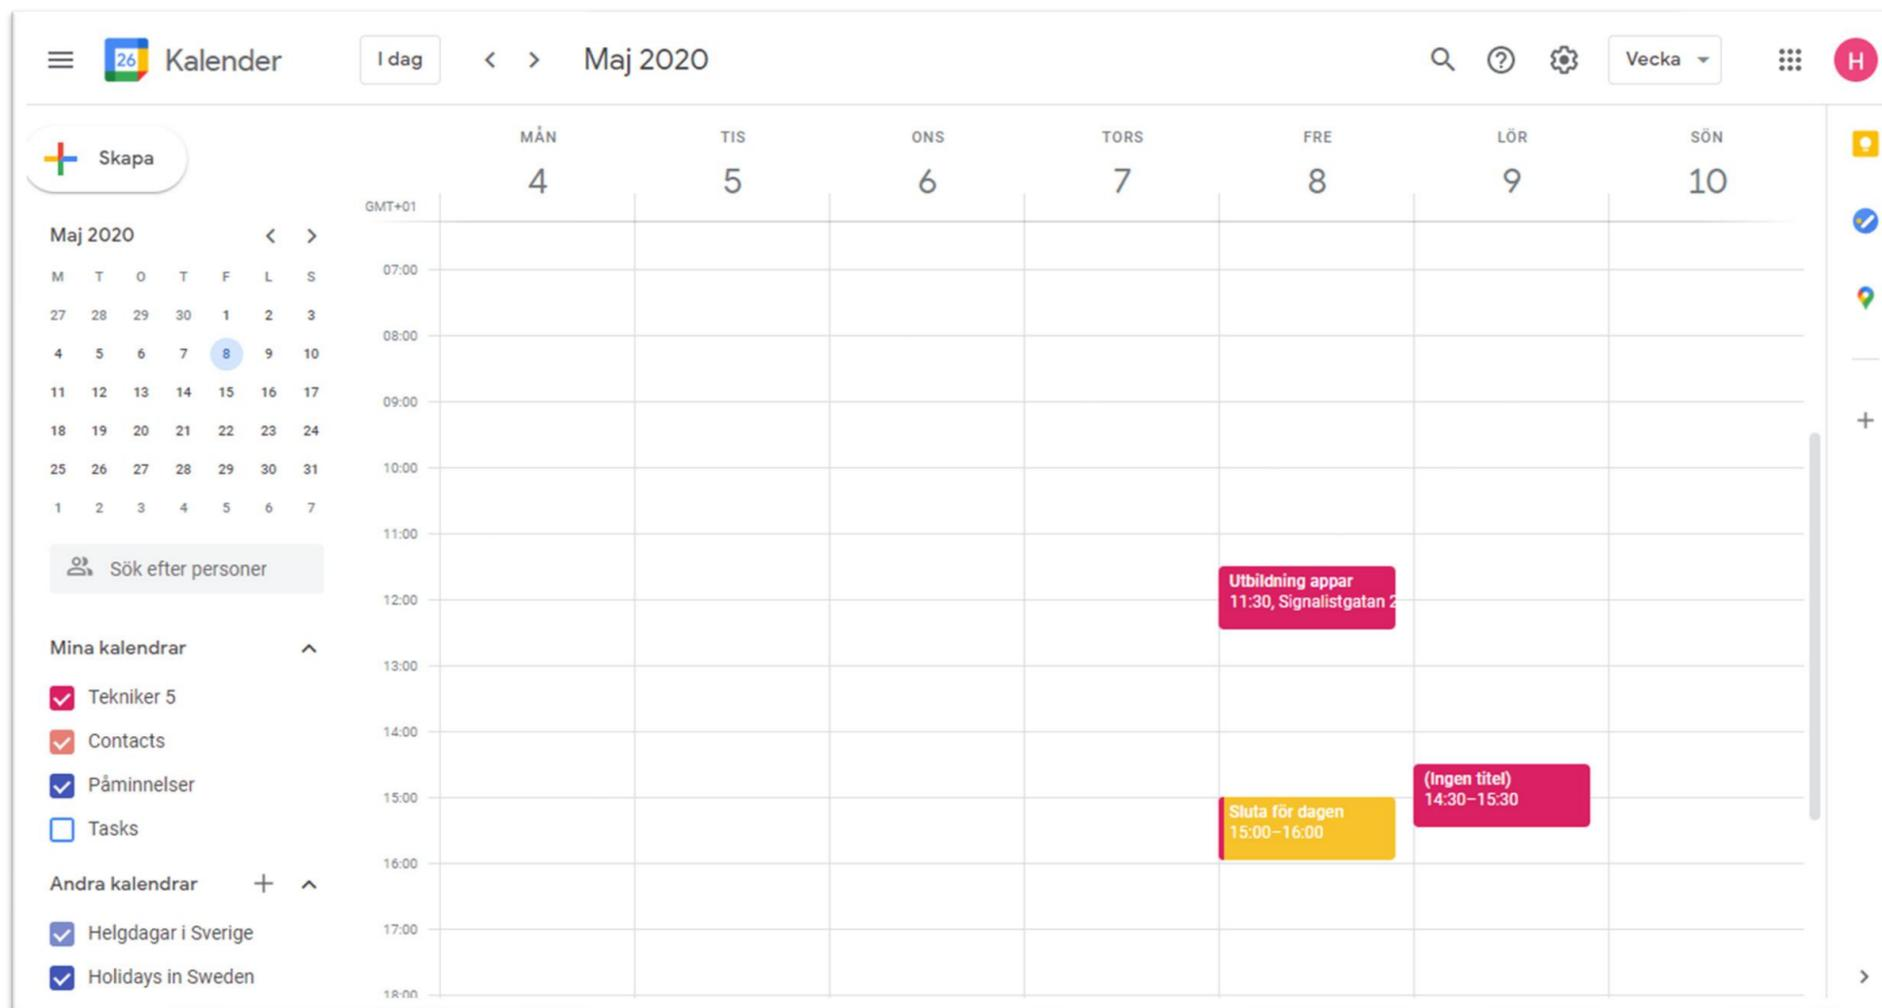 26 Kalender I dag Maj 2020 Vecka H
Skapa
MÅN TIS ONS TORS FRE LÖR SÖN
4 5 6 7 8 9 10
GMT+01
Maj 2020
M T O T F L S
27 28 29 30 1 2 3
4 5 6 7 8 9 10
11 12 13 14 15 16 17
18 19 20 21 22 23 24
25 26 27 28 29 30 31
1 2 3 4 5 6 7
Sök efter personer
Mina kalendrar
Tekniker 5
Contacts
Påminnelser
Tasks
Andra kalendrar
Helgdagar i Sverige
Holidays in Sweden
07:00
08:00
09:00
10:00
11:00
12:00
13:00
14:00
15:00
16:00
17:00
18:00
Utbildning appar
11:30, Signalistgatan 2
Sluta för dagen
15:00–16:00
(Ingen titel)
14:30–15:30